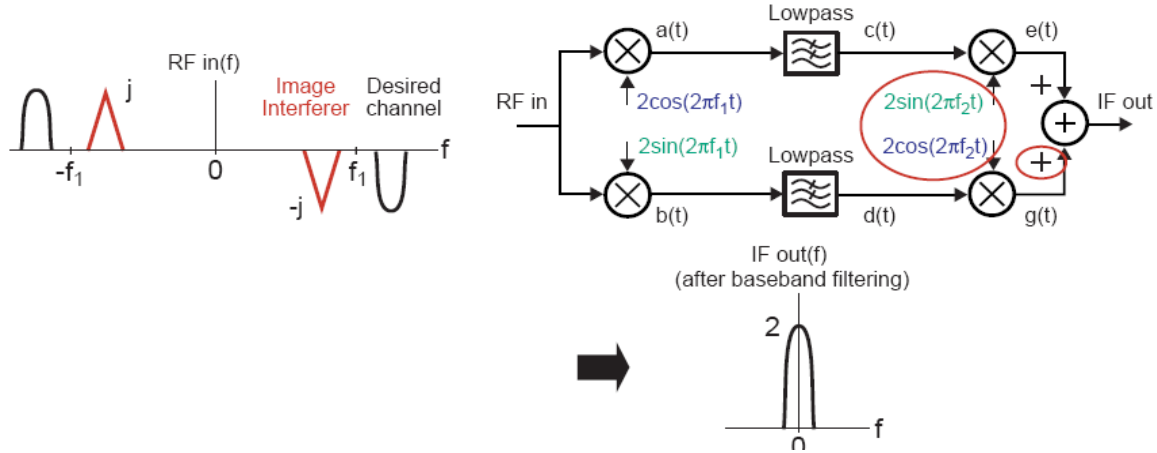 RF in(f)
j
Image
Interferer
Desired
channel
-f1
0
f1
f
-j
RF in
a(t)
Lowpass
c(t)
e(t)
2cos(2πf1t)
2sin(2πf2t)
+
+
IF out
2sin(2πf1t)
Lowpass
2cos(2πf2t)
+
b(t)
d(t)
g(t)
IF out(f)
(after baseband filtering)
2
0
f